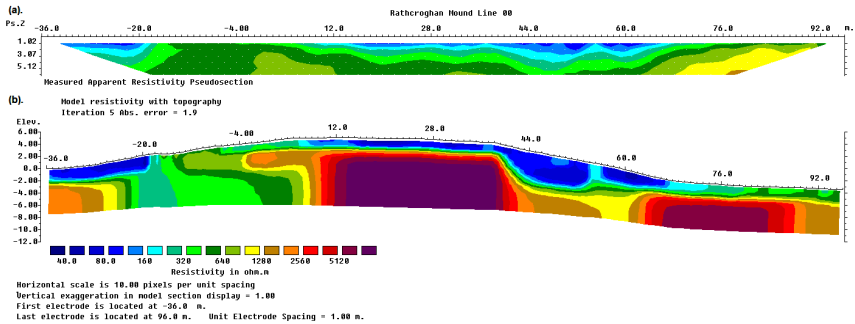 (a).
Rathcroghan Mound Line 00
Ps.Z -36.0 -20.0 -4.00 12.0 28.0 44.0 60.0 76.0 92.0 m.
1.02
3.07
5.12
Measured Apparent Resistivity Pseudosection
(b).
Model resistivity with topography
Iteration 5 Abs. error = 1.9
Elev.
6.00
4.00
2.00
0.0
-2.00
-4.00
-6.00
-8.00
-10.0
-12.0
-36.0 -20.0 -4.00 12.0 28.0 44.0 60.0 76.0 92.0
40.0 80.0 160 320 640 1280 2560 5120
Resistivity in ohm.m
Horizontal scale is 10.00 pixels per unit spacing
Vertical exaggeration in model section display = 1.00
First electrode is located at -36.0 m.
Last electrode is located at 96.0 m. Unit Electrode Spacing = 1.00 m.